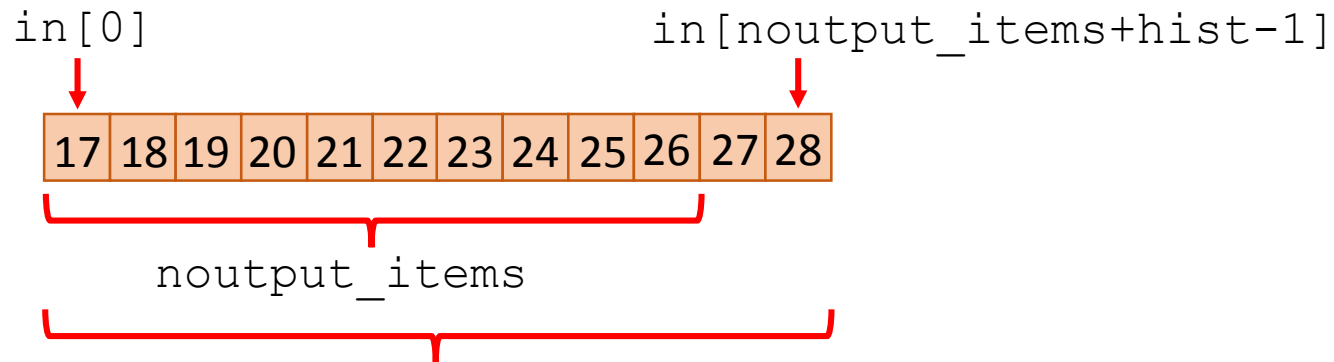 in[0] in[noutput_items+hist-1]
17 18 19 20 21 22 23 24 25 26 27 28
noutput_items